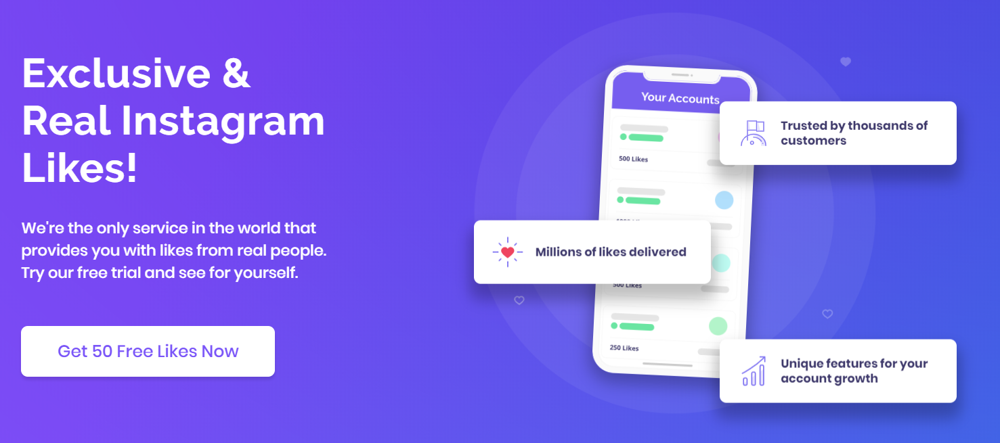 Exclusive &
Real Instagram
Likes!
We're the only service in the world that
provides you with likes from real people.
Try our free trial and see for yourself.
Get 50 Free Likes Now
Your Accounts
500 Likes
Trusted by thousands of
customers
Millions of likes delivered
500 Likes
250 Likes
Unique features for your
account growth